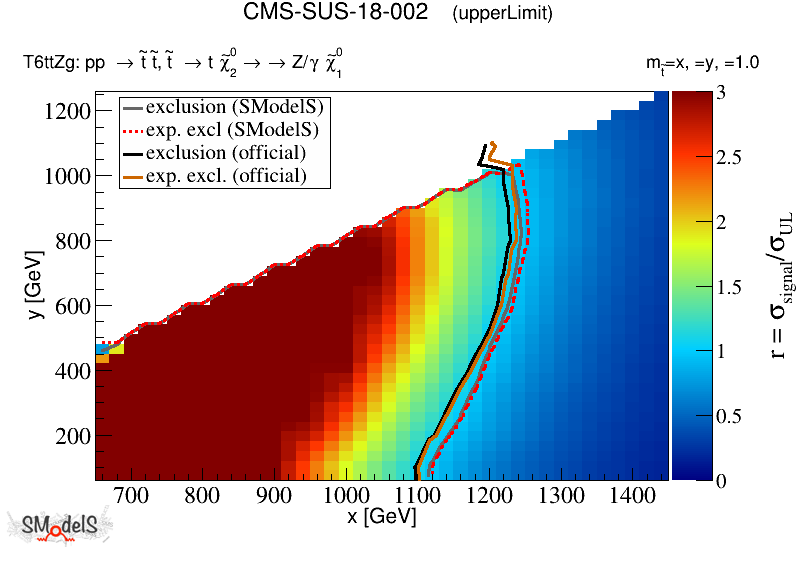 CMS-SUS-18-002 (upperLimit)
T6ttZg: pp → t̃ t̃, t̃ → t χ̃⁰₂ → → Z/γ χ̃⁰₁
m_t̃=x, =y, =1.0
exclusion (SModelS)
exp. excl (SModelS)
exclusion (official)
exp. excl. (official)
y [GeV]
1200
1000
800
600
400
200
700 800 900 1000 1100 1200 1300 1400
x [GeV]
3
2.5
2
1.5
1
0.5
0
r = σ_signal/σ_UL
SModelS